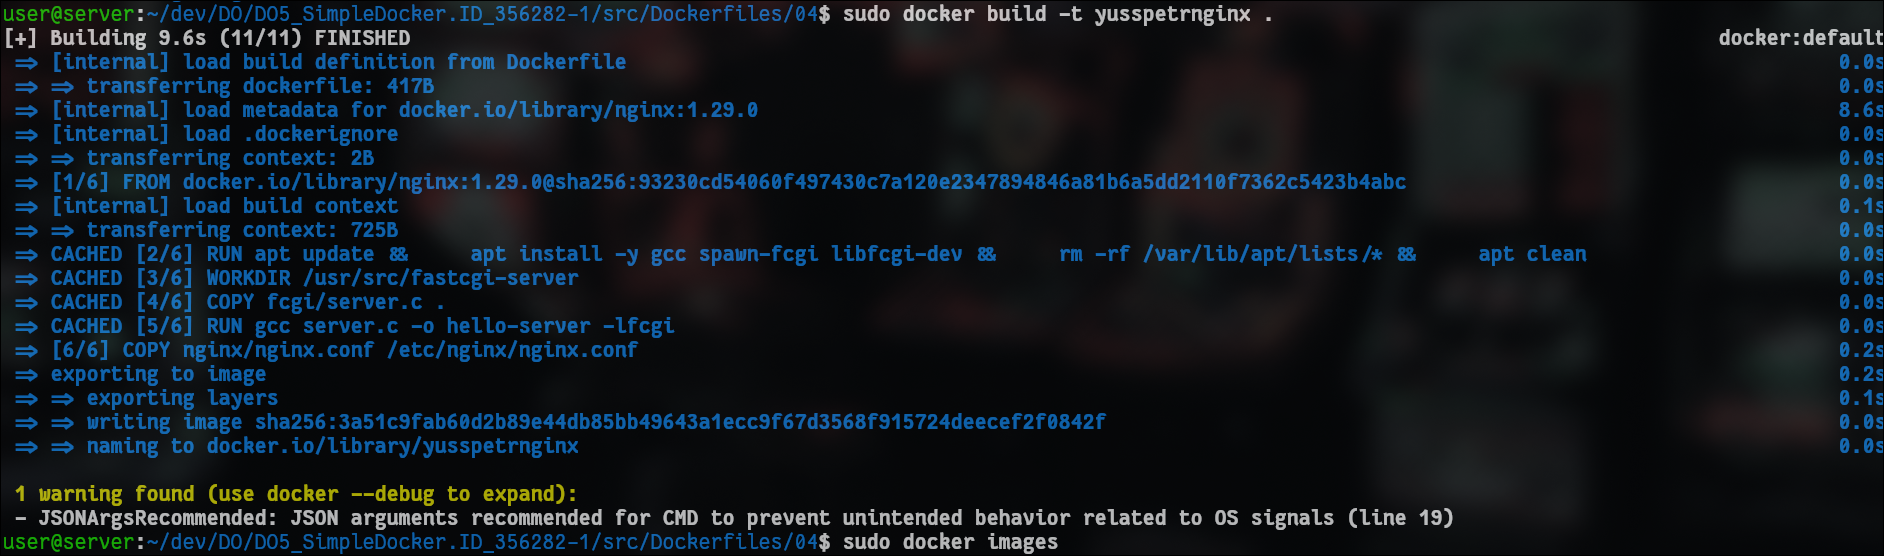 user@server:~/dev/DO/DO5_SimpleDocker.ID_356282-1/src/Dockerfiles/04$ sudo docker build -t yusspetrnginx .
[+] Building 9.6s (11/11) FINISHED docker:default
=> [internal] load build definition from Dockerfile 0.0s
=> => transferring dockerfile: 417B 0.0s
=> [internal] load metadata for docker.io/library/nginx:1.29.0 8.6s
=> [internal] load .dockerignore 0.0s
=> => transferring context: 2B 0.0s
=> [1/6] FROM docker.io/library/nginx:1.29.0@sha256:93230cd54060f497430c7a120e2347894846a81b6a5dd2110f7362c5423b4abc 0.0s
=> [internal] load build context 0.1s
=> => transferring context: 725B 0.0s
=> CACHED [2/6] RUN apt update && apt install -y gcc spawn-fcgi libfcgi-dev && rm -rf /var/lib/apt/lists/* && apt clean 0.0s
=> CACHED [3/6] WORKDIR /usr/src/fastcgi-server 0.0s
=> CACHED [4/6] COPY fcgi/server.c . 0.0s
=> CACHED [5/6] RUN gcc server.c -o hello-server -lfcgi 0.0s
=> [6/6] COPY nginx/nginx.conf /etc/nginx/nginx.conf 0.2s
=> exporting to image 0.2s
=> => exporting layers 0.1s
=> => writing image sha256:3a51c9fab60d2b89e44db85bb49643a1ecc9f67d3568f915724deecef2f0842f 0.0s
=> => naming to docker.io/library/yusspetrnginx 0.0s
1 warning found (use docker --debug to expand):
- JSONArgsRecommended: JSON arguments recommended for CMD to prevent unintended behavior related to OS signals (line 19)
user@server:~/dev/DO/DO5_SimpleDocker.ID_356282-1/src/Dockerfiles/04$ sudo docker images